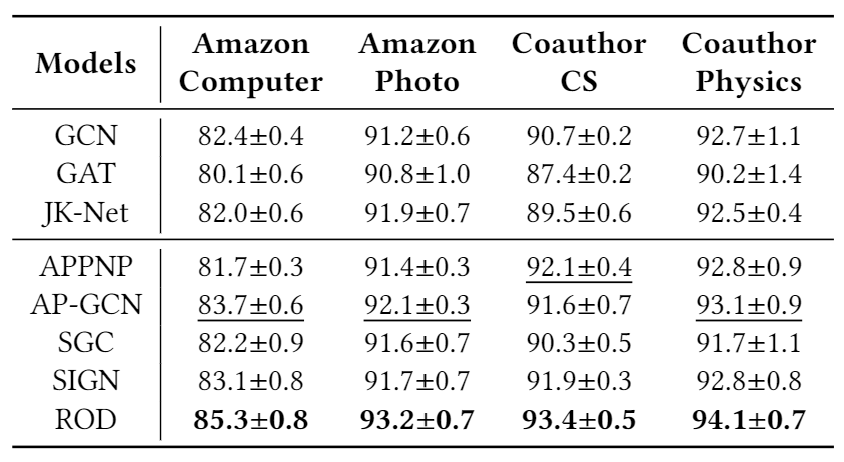 Models Amazon Computer Amazon Photo Coauthor CS Coauthor Physics
GCN 82.4±0.4 91.2±0.6 90.7±0.2 92.7±1.1
GAT 80.1±0.6 90.8±1.0 87.4±0.2 90.2±1.4
JK-Net 82.0±0.6 91.9±0.7 89.5±0.6 92.5±0.4
APPNP 81.7±0.3 91.4±0.3 92.1±0.4 92.8±0.9
AP-GCN 83.7±0.6 92.1±0.3 91.6±0.7 93.1±0.9
SGC 82.2±0.9 91.6±0.7 90.3±0.5 91.7±1.1
SIGN 83.1±0.8 91.7±0.7 91.9±0.3 92.8±0.8
ROD 85.3±0.8 93.2±0.7 93.4±0.5 94.1±0.7